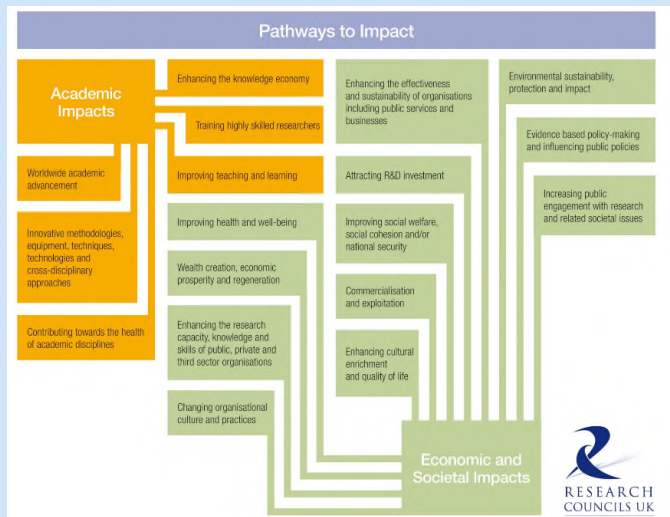 Pathways to Impact
Academic
Impacts
Enhancing the knowledge economy
Training highly skilled researchers
Worldwide academic
advancement
Improving teaching and learning
Innovative methodologies,
equipment, techniques,
technologies and
cross-disciplinary
approaches
Contributing towards the health
of academic disciplines
Improving health and well-being
Wealth creation, economic
prosperity and regeneration
Enhancing the research
capacity, knowledge and
skills of public, private and
third sector organisations
Changing organisational
culture and practices
Enhancing the effectiveness
and sustainability of organisations
including public services and
businesses
Attracting R&D investment
Improving social welfare,
social cohesion and/or
national security
Commercialisation
and exploitation
Enhancing cultural
enrichment
and quality of life
Environmental sustainability,
protection and impact
Evidence based policy-making
and influencing public policies
Increasing public
engagement with research
and related societal issues
Economic and
Societal Impacts
RESEARCH
COUNCILS UK